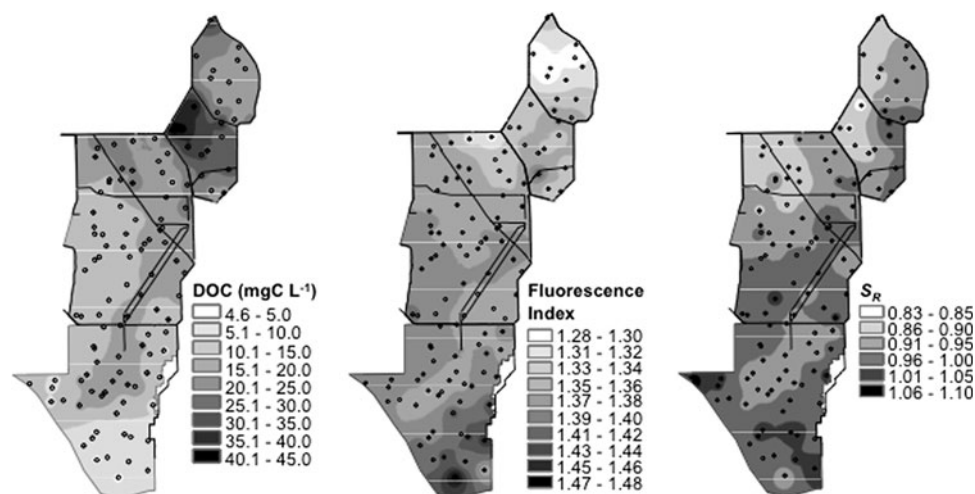 DOC (mgC L⁻¹)
4.6 - 5.0
5.1 - 10.0
10.1 - 15.0
15.1 - 20.0
20.1 - 25.0
25.1 - 30.0
30.1 - 35.0
35.1 - 40.0
40.1 - 45.0
Fluorescence
Index
1.28 - 1.30
1.31 - 1.32
1.33 - 1.34
1.35 - 1.36
1.37 - 1.38
1.39 - 1.40
1.41 - 1.42
1.43 - 1.44
1.45 - 1.46
1.47 - 1.48
S_R
0.83 - 0.85
0.86 - 0.90
0.91 - 0.95
0.96 - 1.00
1.01 - 1.05
1.06 - 1.10